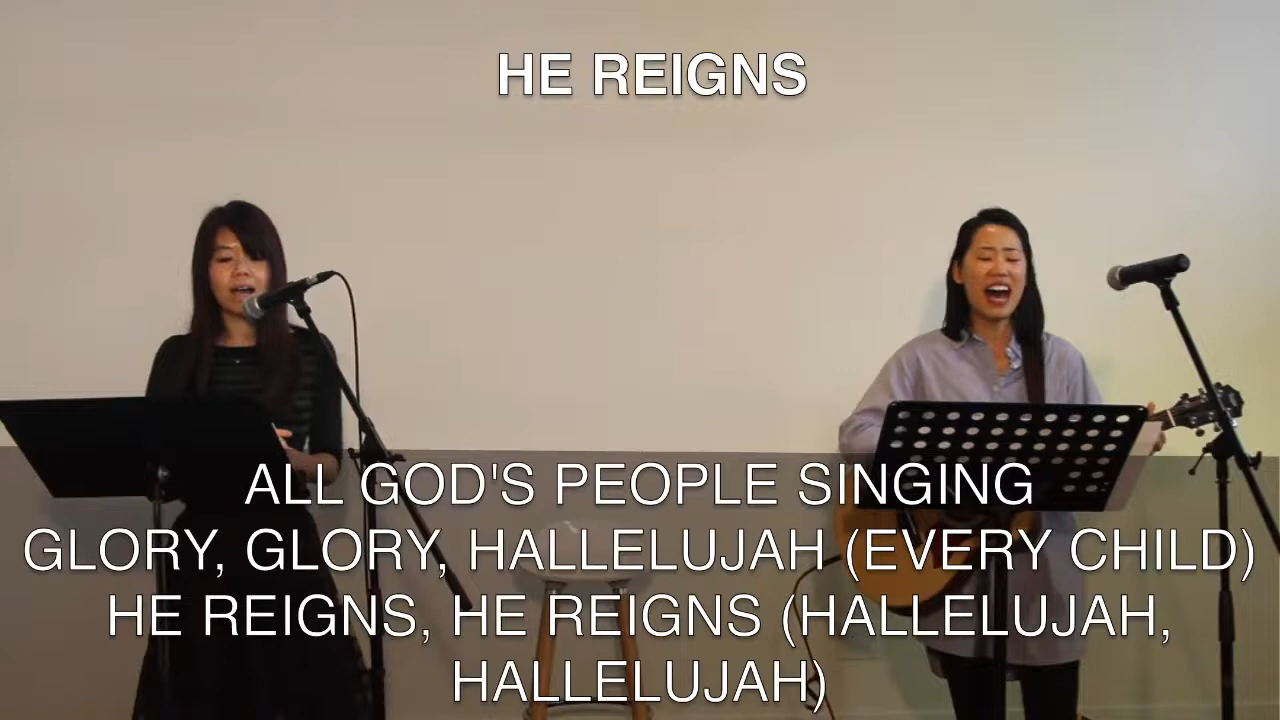 HE REIGNS
ALL GOD'S PEOPLE SINGING
GLORY, GLORY, HALLELUJAH (EVERY CHILD)
HE REIGNS, HE REIGNS (HALLELUJAH,
HALLELUJAH)